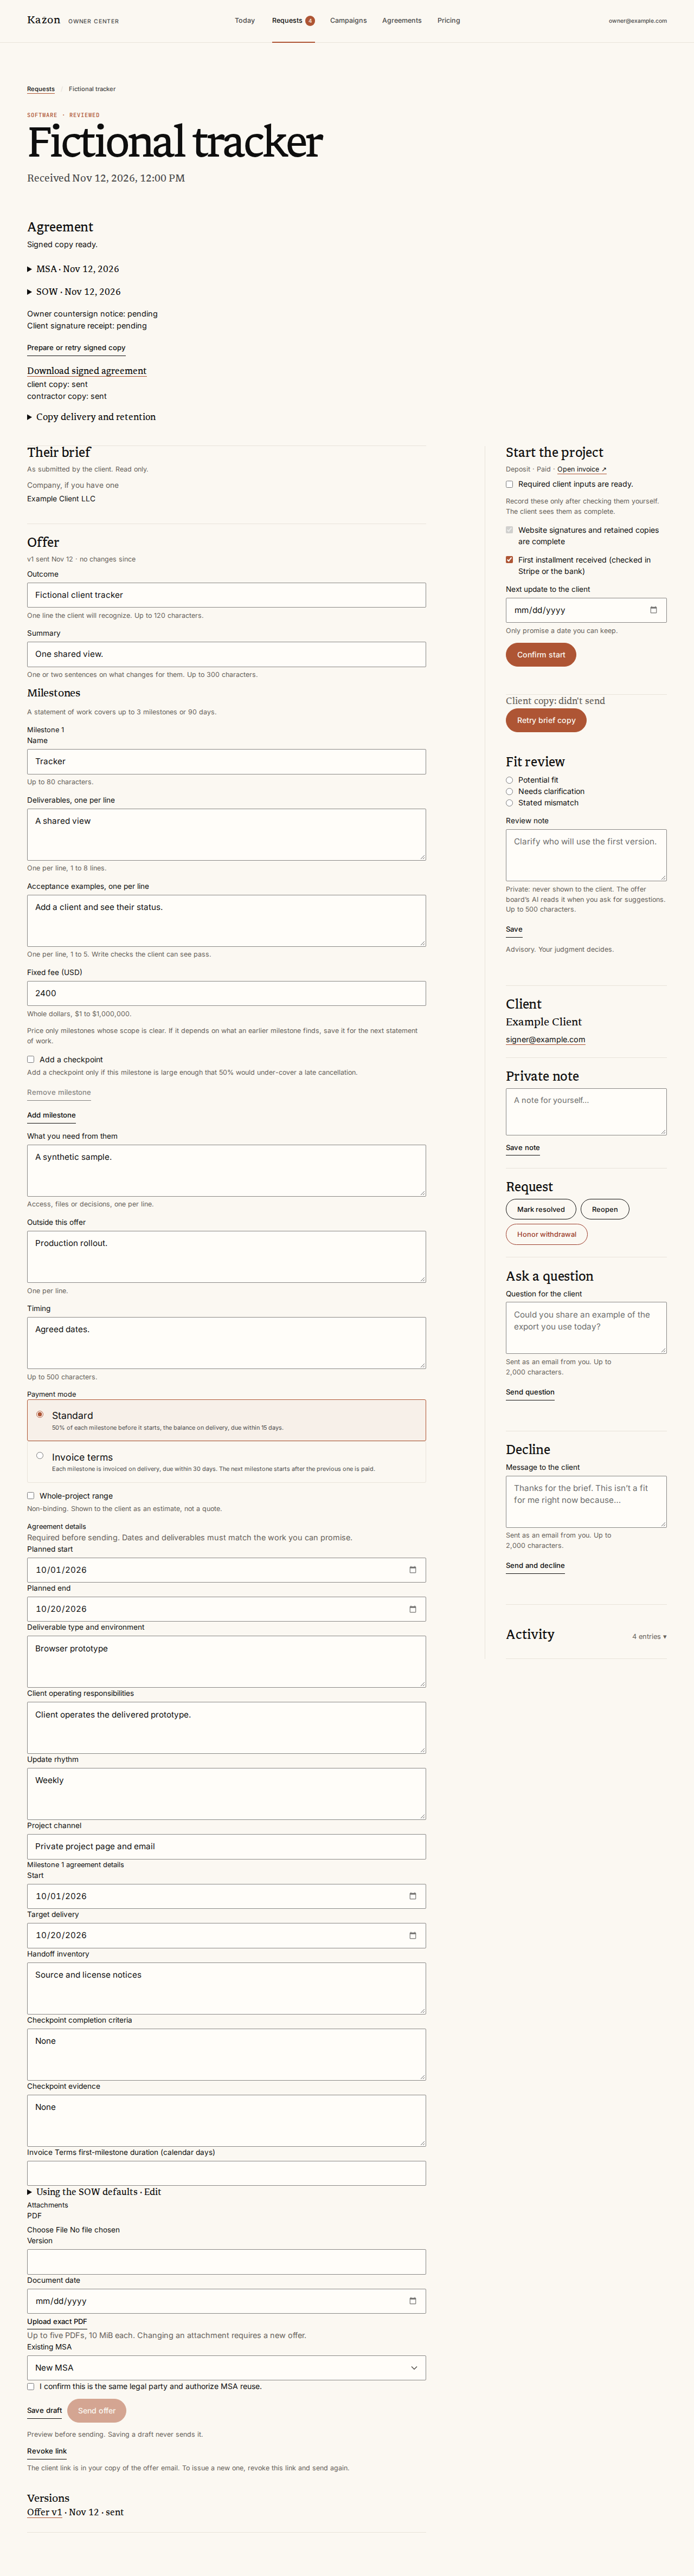 Kazon OWNER CENTER
Today
Requests 4
Campaigns
Agreements
Pricing
owner@example.com
Requests / Fictional tracker
SOFTWARE · REVIEWED
Fictional tracker
Received Nov 12, 2026, 12:00 PM
Agreement
Signed copy ready.
▶ MSA · Nov 12, 2026
▶ SOW · Nov 12, 2026
Owner countersign notice: pending
Client signature receipt: pending
Prepare or retry signed copy
Download signed agreement
client copy: sent
contractor copy: sent
▶ Copy delivery and retention
Their brief
As submitted by the client. Read only.
Company, if you have one
Example Client LLC
Offer
v1 sent Nov 12 · no changes since
Outcome
Fictional client tracker
One line the client will recognize. Up to 120 characters.
Summary
One shared view.
One or two sentences on what changes for them. Up to 300 characters.
Milestones
A statement of work covers up to 3 milestones or 90 days.
Milestone 1
Name
Tracker
Up to 80 characters.
Deliverables, one per line
A shared view
One per line, 1 to 8 lines.
Acceptance examples, one per line
Add a client and see their status.
One per line, 1 to 5. Write checks the client can see pass.
Fixed fee (USD)
2400
Whole dollars, $1 to $1,000,000.
Price only milestones whose scope is clear. If it depends on what an earlier milestone finds, save it for the next statement
of work.
Add a checkpoint
Add a checkpoint only if this milestone is large enough that 50% would under-cover a late cancellation.
Remove milestone
Add milestone
What you need from them
A synthetic sample.
Access, files or decisions, one per line.
Outside this offer
Production rollout.
One per line.
Timing
Agreed dates.
Up to 500 characters.
Payment mode
Standard
50% of each milestone before it starts, the balance on delivery, due within 15 days.
Invoice terms
Each milestone is invoiced on delivery, due within 30 days. The next milestone starts after the previous one is paid.
Whole-project range
Non-binding. Shown to the client as an estimate, not a quote.
Agreement details
Required before sending. Dates and deliverables must match the work you can promise.
Planned start
10/01/2026
Planned end
10/20/2026
Deliverable type and environment
Browser prototype
Client operating responsibilities
Client operates the delivered prototype.
Update rhythm
Weekly
Project channel
Private project page and email
Milestone 1 agreement details
Start
10/01/2026
Target delivery
10/20/2026
Handoff inventory
Source and license notices
Checkpoint completion criteria
None
Checkpoint evidence
None
Invoice Terms first-milestone duration (calendar days)
▶ Using the SOW defaults · Edit
Attachments
PDF
Choose File No file chosen
Version
Document date
mm/dd/yyyy
Upload exact PDF
Up to five PDFs, 10 MiB each. Changing an attachment requires a new offer.
Existing MSA
New MSA
I confirm this is the same legal party and authorize MSA reuse.
Save draft
Send offer
Preview before sending. Saving a draft never sends it.
Revoke link
The client link is in your copy of the offer email. To issue a new one, revoke this link and send again.
Versions
Offer v1 · Nov 12 · sent
Start the project
Deposit · Paid · Open invoice ↗
Required client inputs are ready.
Record these only after checking them yourself.
The client sees them as complete.
Website signatures and retained copies
are complete
First installment received (checked in
Stripe or the bank)
Next update to the client
mm/dd/yyyy
Only promise a date you can keep.
Confirm start
Client copy: didn't send
Retry brief copy
Fit review
Potential fit
Needs clarification
Stated mismatch
Review note
Clarify who will use the first version.
Private: never shown to the client. The offer
board's AI reads it when you ask for suggestions.
Up to 500 characters.
Save
Advisory. Your judgment decides.
Client
Example Client
signer@example.com
Private note
A note for yourself...
Save note
Request
Mark resolved
Reopen
Honor withdrawal
Ask a question
Question for the client
Could you share an example of the
export you use today?
Sent as an email from you. Up to
2,000 characters.
Send question
Decline
Message to the client
Thanks for the brief. This isn't a fit
for me right now because...
Sent as an email from you. Up to
2,000 characters.
Send and decline
Activity
4 entries ▾